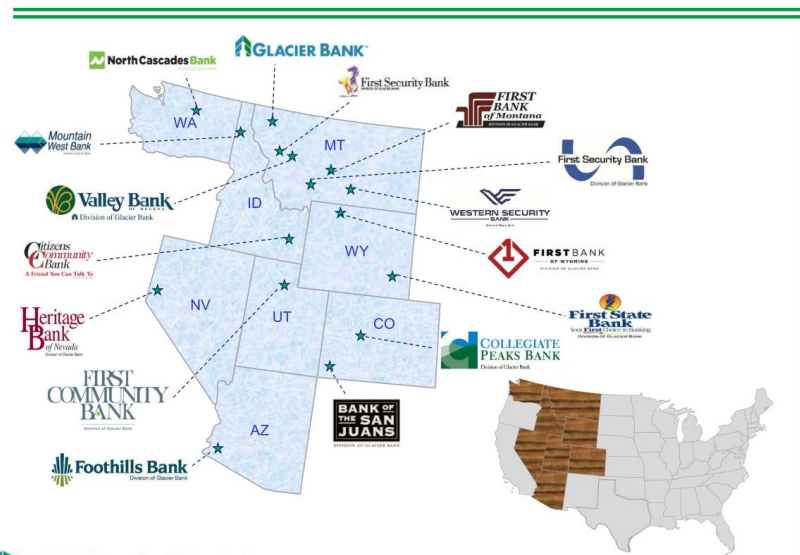 North Cascades Bank
GLACIER BANK
First Security Bank
DIVISION OF GLACIER BANK
FIRST
BANK
of Montana
DIVISION OF GLACIER BANK
Mountain
West Bank
WA
MT
First Security Bank
Division of Glacier Bank
Valley Bank
OF HELENA
Division of Glacier Bank
ID
WESTERN SECURITY
BANK
Citizens
Community
Bank
A Friend You Can Talk To
WY
1
FIRSTBANK
OF WYOMING
DIVISION OF GLACIER BANK
Heritage
Bank
of Nevada
Division of Glacier Bank
NV
UT
CO
First State
Bank
Your First Choice in Banking.
DIVISION OF GLACIER BANK
COLLEGIATE
PEAKS BANK
Division of Glacier Bank
FIRST
COMMUNITY
BANK
Division of Glacier Bank
BANK OF
THE SAN
JUANS
DIVISION OF GLACIER BANK
AZ
Foothills Bank
Division of Glacier Bank